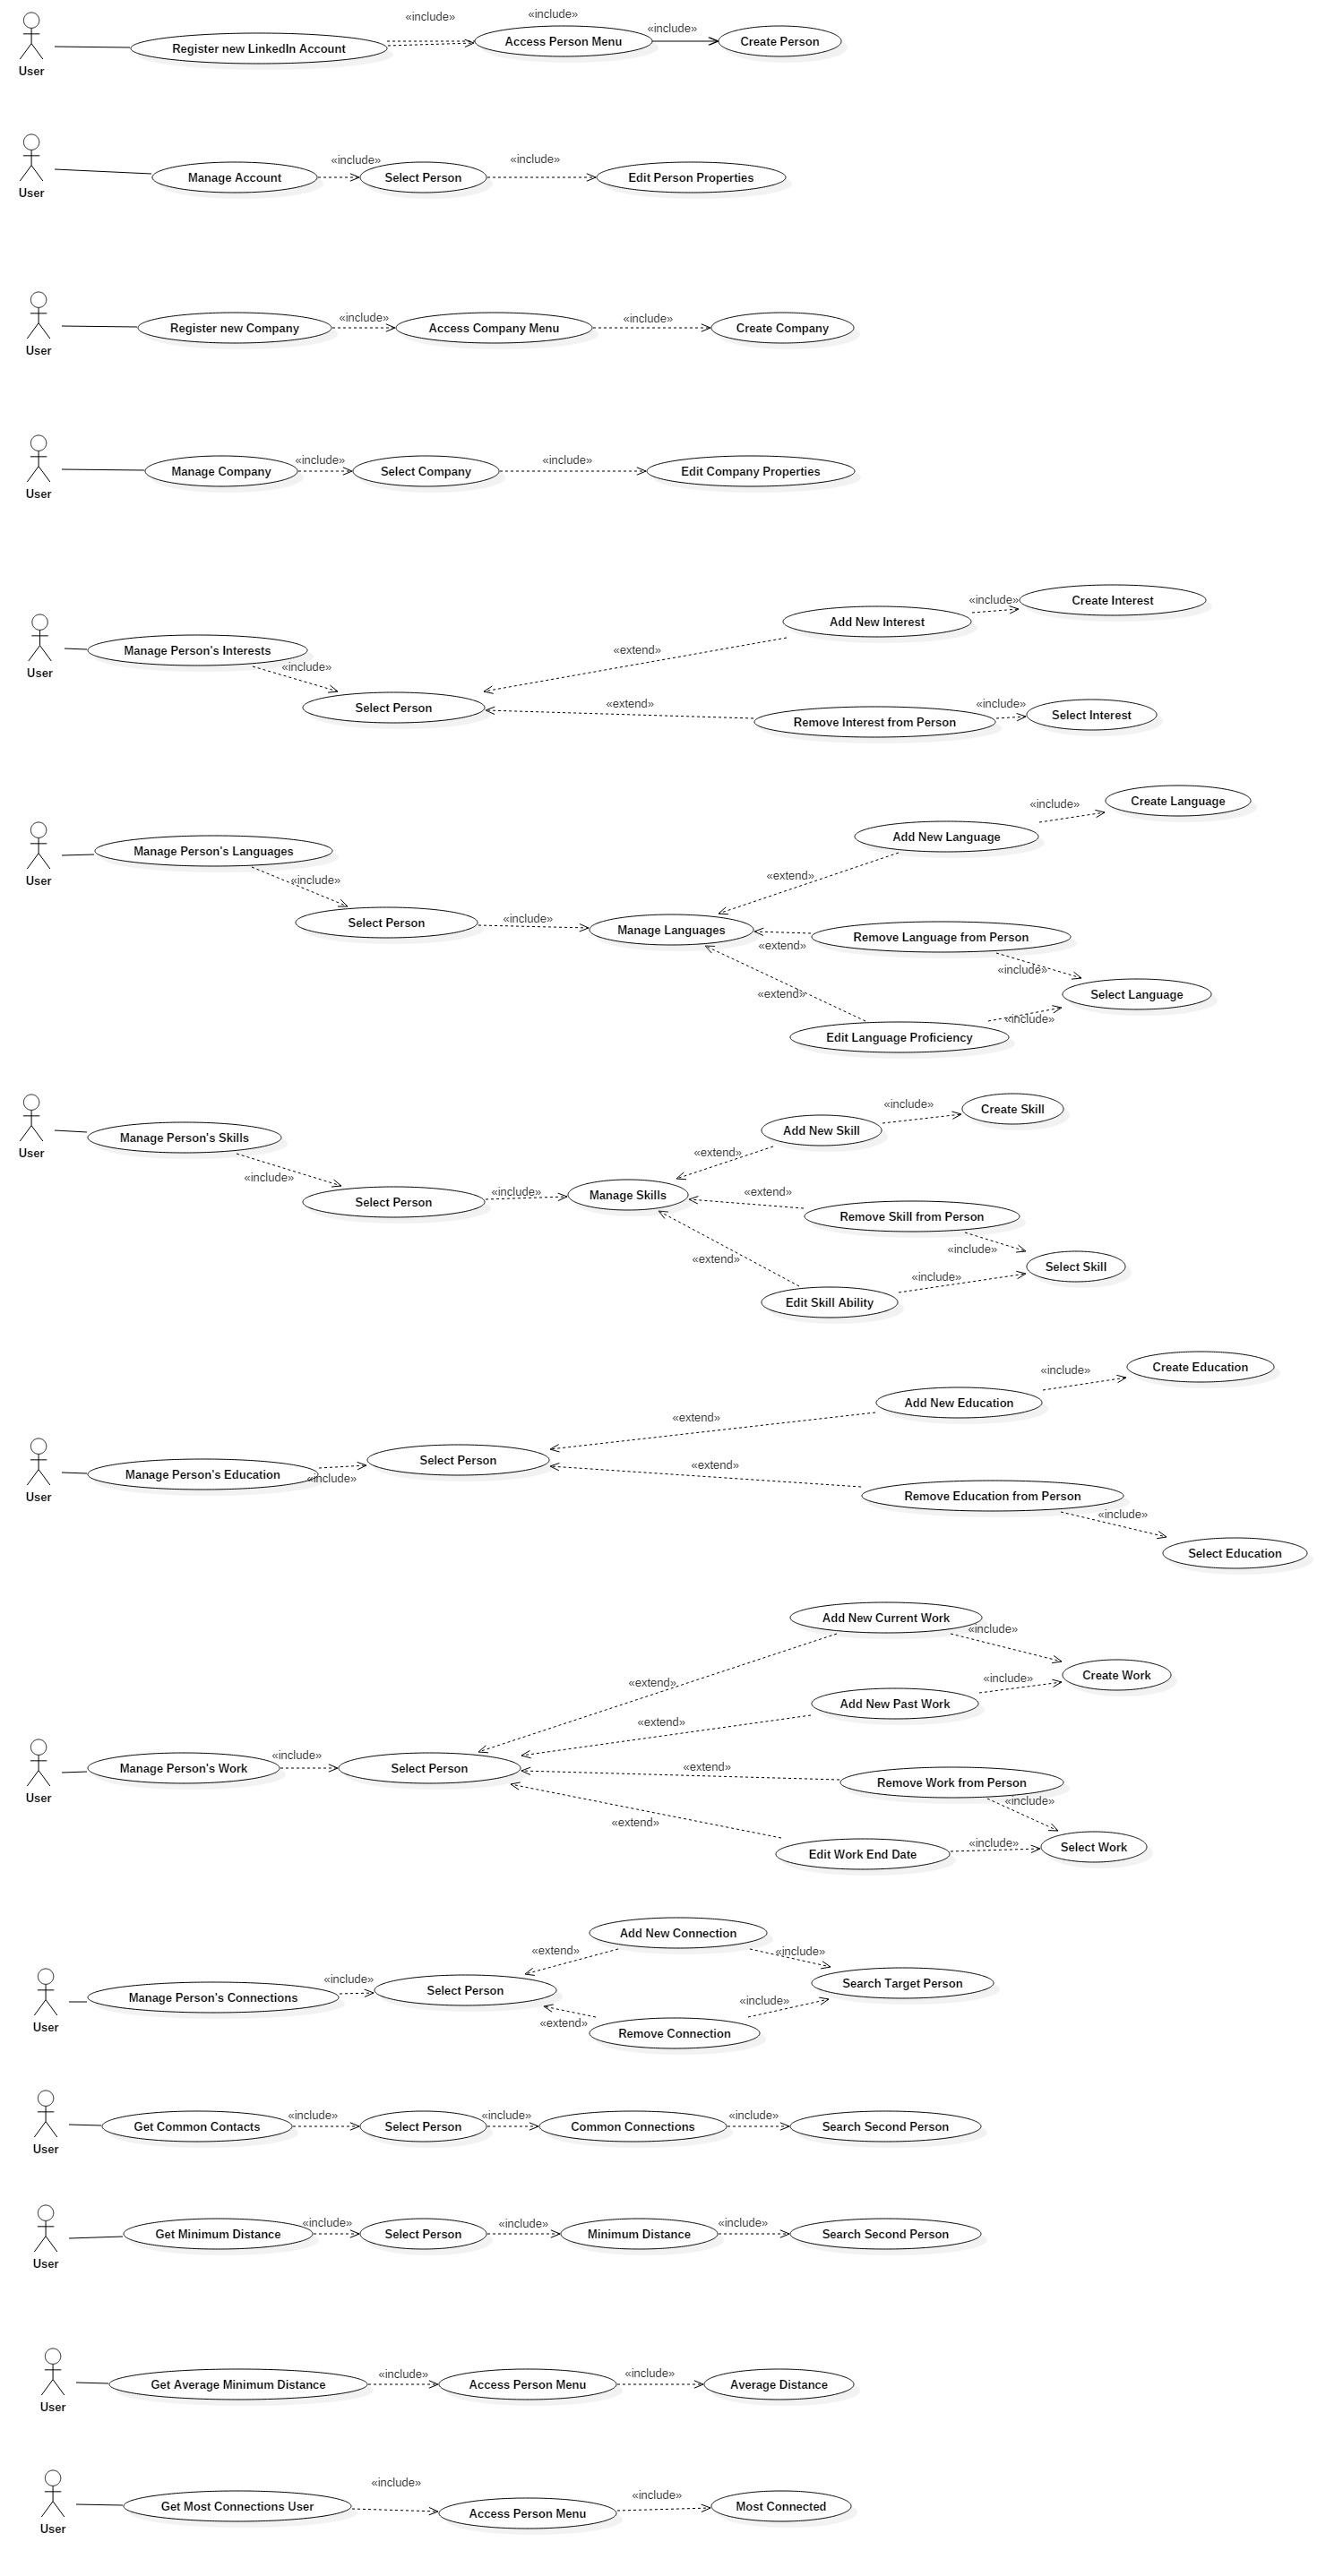 «include»
«include»
«include»
Register new LinkedIn Account
Access Person Menu
Create Person
User
«include»
«include»
Manage Account
Select Person
Edit Person Properties
User
«include»
«include»
Register new Company
Access Company Menu
Create Company
User
«include»
«include»
Manage Company
Select Company
Edit Company Properties
User
«include»
Create Interest
Add New Interest
«extend»
Manage Person's Interests
«include»
User
«extend»
«include»
Select Person
Remove Interest from Person
Select Interest
Create Language
«include»
Add New Language
Manage Person's Languages
«extend»
«include»
User
Select Person
«include»
Manage Languages
Remove Language from Person
«extend»
«include»
«extend»
Select Language
«include»
Edit Language Proficiency
«include»
Create Skill
Add New Skill
Manage Person's Skills
User
«extend»
«include»
«include»
«extend»
Select Person
Manage Skills
Remove Skill from Person
«include»
«extend»
Select Skill
«include»
Edit Skill Ability
«include»
Create Education
Add New Education
«extend»
Select Person
«extend»
Manage Person's Education
«include»
User
Remove Education from Person
«include»
Select Education
Add New Current Work
«include»
Create Work
«include»
«extend»
Add New Past Work
«extend»
«include»
Manage Person's Work
Select Person
«extend»
User
Remove Work from Person
«include»
«extend»
«include»
Select Work
Edit Work End Date
Add New Connection
«extend»
«include»
«include»
Select Person
Search Target Person
Manage Person's Connections
«include»
User
«extend»
Remove Connection
«include»
«include»
«include»
Get Common Contacts
Select Person
Common Connections
Search Second Person
User
«include»
«include»
«include»
Get Minimum Distance
Select Person
Minimum Distance
Search Second Person
User
«include»
«include»
Get Average Minimum Distance
Access Person Menu
Average Distance
User
«include»
«include»
Get Most Connections User
Access Person Menu
Most Connected
User